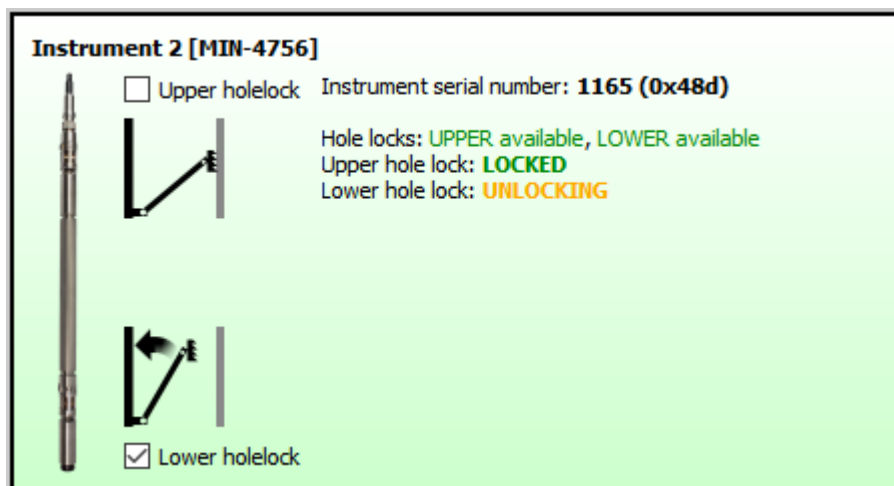 Instrument 2 [MIN-4756]
Upper holelock
Instrument serial number: 1165 (0x48d)
Hole locks: UPPER available, LOWER available
Upper hole lock: LOCKED
Lower hole lock: UNLOCKING
Lower holelock